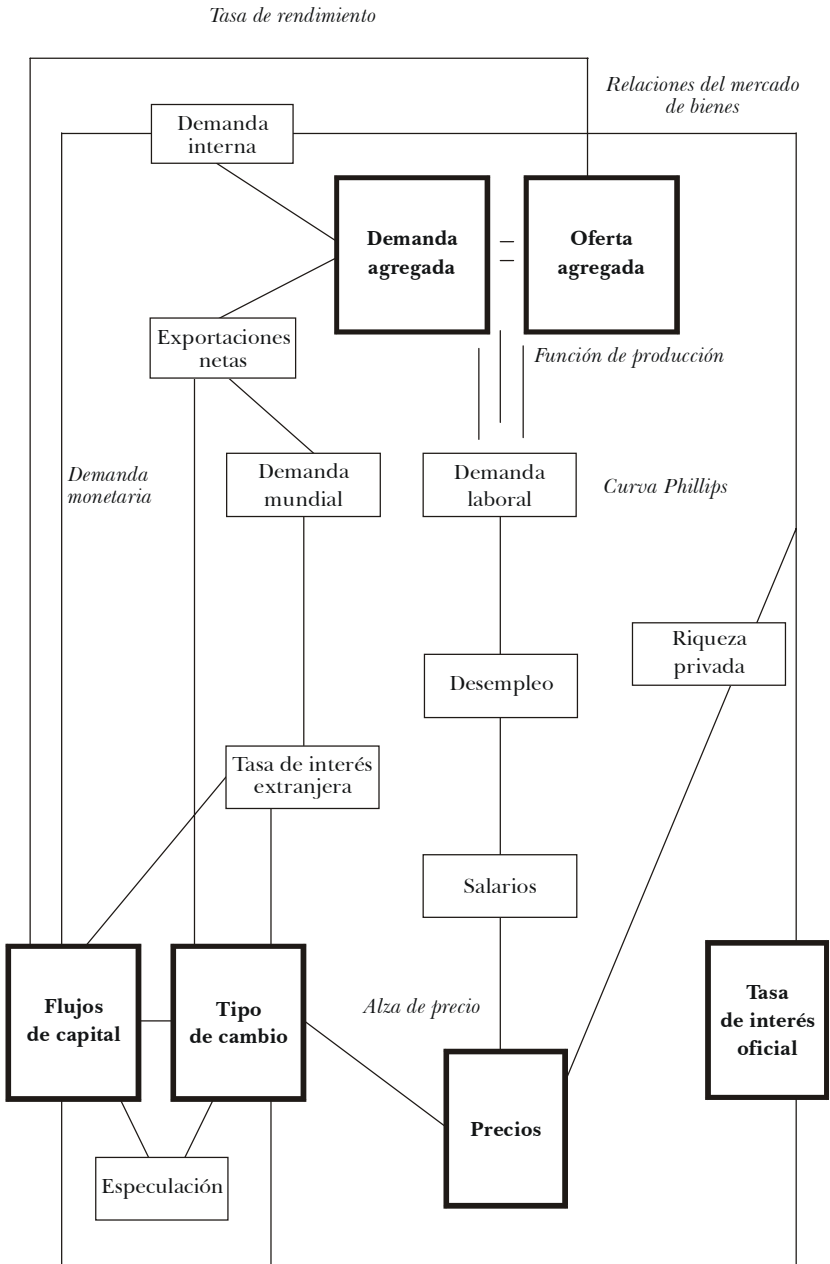 Tasa de rendimiento
Relaciones del mercado
de bienes
Demanda
interna
Demanda
agregada
=
Oferta
agregada
Exportaciones
netas
Función de producción
Demanda
monetaria
Demanda
mundial
Demanda
laboral
Curva Phillips
Riqueza
privada
Desempleo
Tasa de interés
extranjera
Salarios
Flujos
de capital
Tipo
de cambio
Alza de precio
Tasa
de interés
oficial
Precios
Especulación